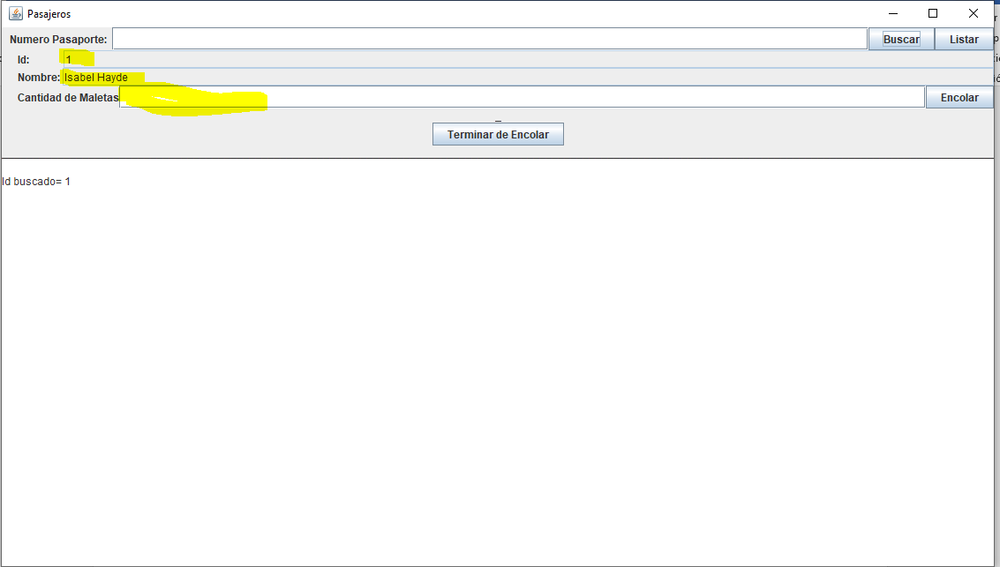 Pasajeros
Numero Pasaporte: Buscar Listar
Id: 1
Nombre: Isabel Hayde
Cantidad de Maletas Encolar
Terminar de Encolar
Id buscado= 1